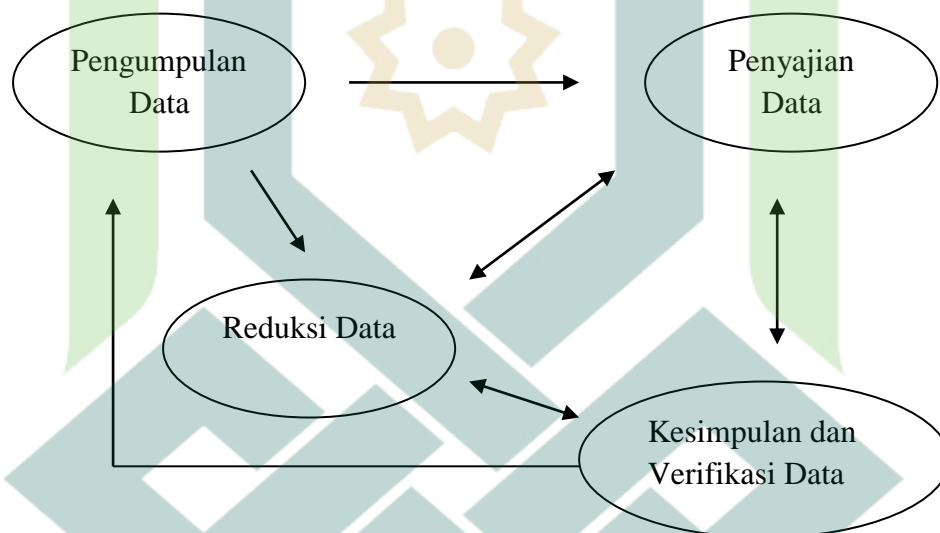 Pengumpulan
Data
Penyajian
Data
Reduksi Data
Kesimpulan dan
Verifikasi Data